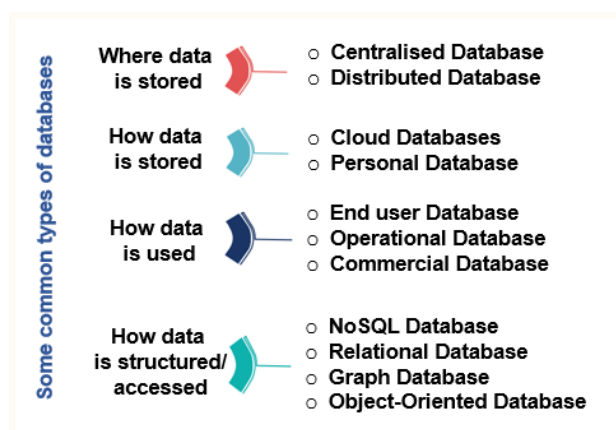 Some common types of databases
Where data
is stored
○ Centralised Database
○ Distributed Database
How data
is stored
○ Cloud Databases
○ Personal Database
How data
is used
○ End user Database
○ Operational Database
○ Commercial Database
How data
is structured/
accessed
○ NoSQL Database
○ Relational Database
○ Graph Database
○ Object-Oriented Database